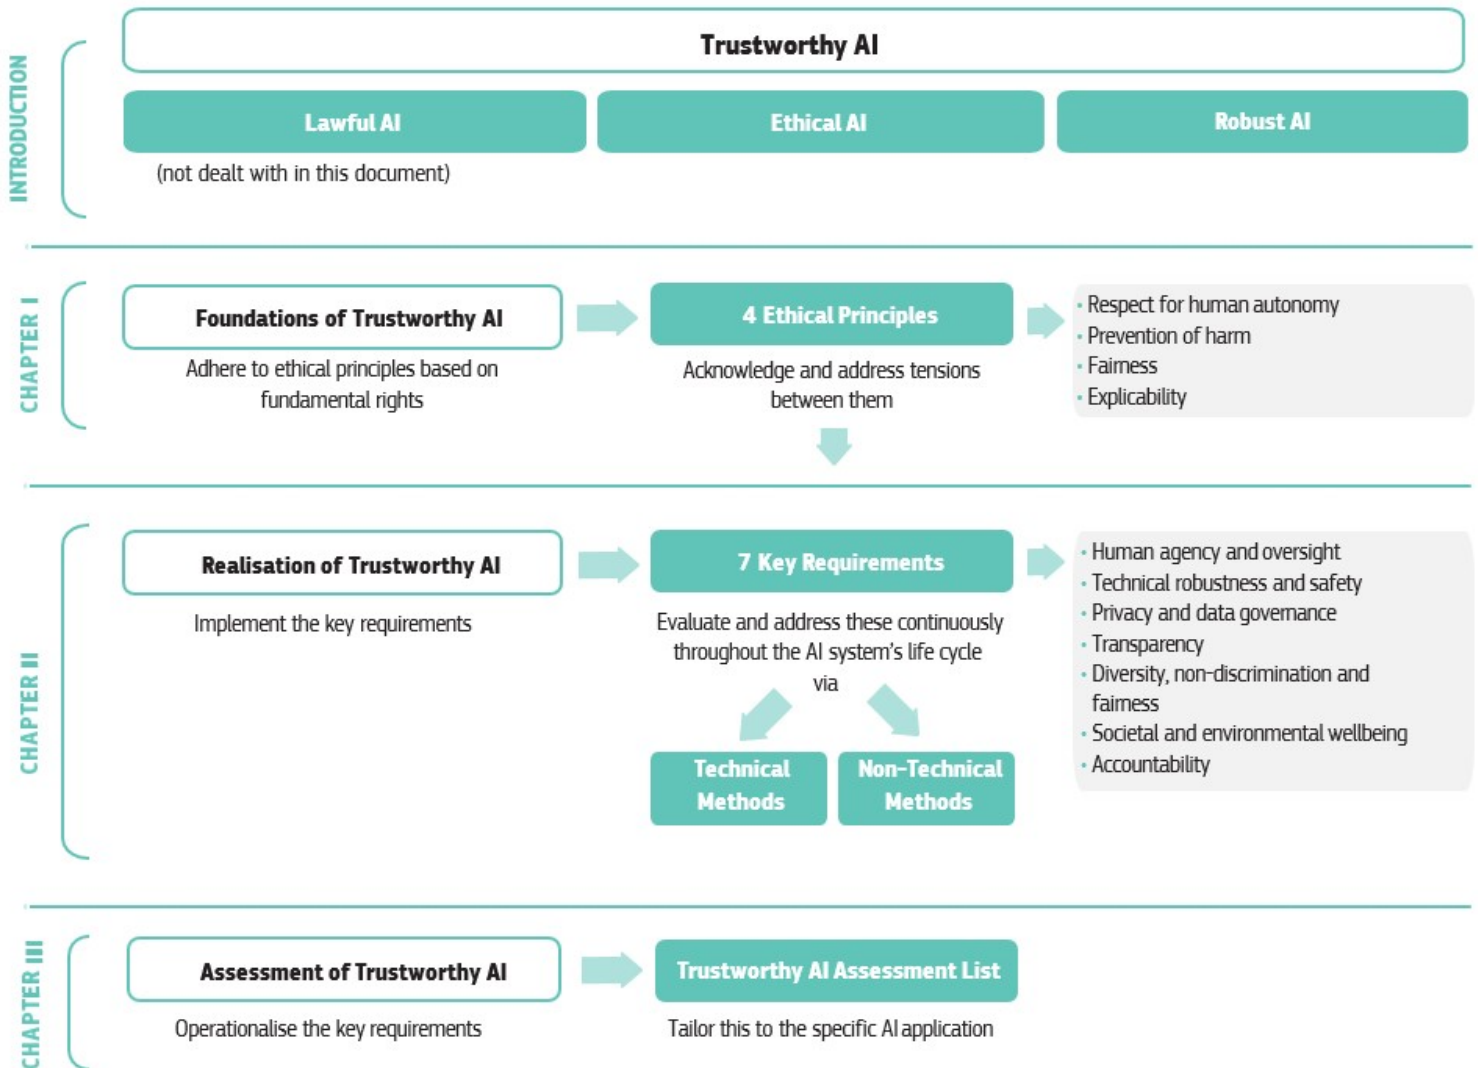 INTRODUCTION
Trustworthy AI
Lawful AI
Ethical AI
Robust AI
(not dealt with in this document)
CHAPTER I
Foundations of Trustworthy AI
Adhere to ethical principles based on
fundamental rights
4 Ethical Principles
Acknowledge and address tensions
between them
• Respect for human autonomy
• Prevention of harm
• Fairness
• Explicability
CHAPTER II
Realisation of Trustworthy AI
Implement the key requirements
7 Key Requirements
Evaluate and address these continuously
throughout the AI system's life cycle
via
Technical
Methods
Non-Technical
Methods
• Human agency and oversight
• Technical robustness and safety
• Privacy and data governance
• Transparency
• Diversity, non-discrimination and
fairness
• Societal and environmental wellbeing
• Accountability
CHAPTER III
Assessment of Trustworthy AI
Operationalise the key requirements
Trustworthy AI Assessment List
Tailor this to the specific AI application